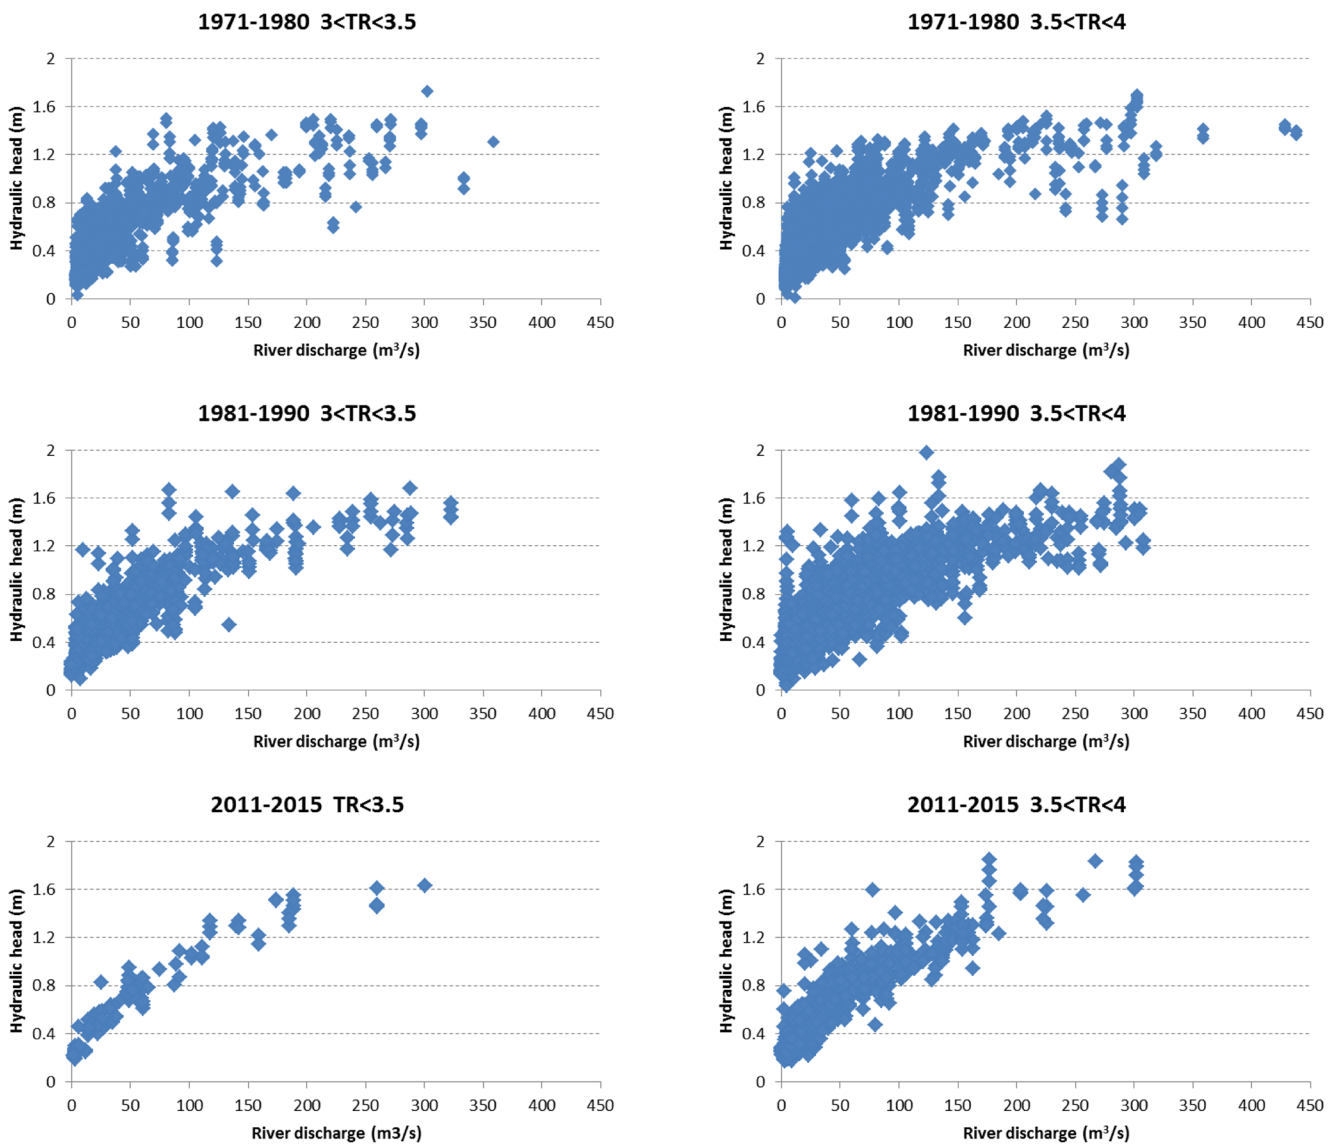 1971-1980 3<TR<3.5
Hydraulic head (m)
2
1.6
1.2
0.8
0.4
0
0 50 100 150 200 250 300 350 400 450
River discharge (m³/s)
1971-1980 3.5<TR<4
Hydraulic head (m)
2
1.6
1.2
0.8
0.4
0
0 50 100 150 200 250 300 350 400 450
River discharge (m³/s)
1981-1990 3<TR<3.5
Hydraulic head (m)
2
1.6
1.2
0.8
0.4
0
0 50 100 150 200 250 300 350 400 450
River discharge (m³/s)
1981-1990 3.5<TR<4
Hydraulic head (m)
2
1.6
1.2
0.8
0.4
0
0 50 100 150 200 250 300 350 400 450
River discharge (m³/s)
2011-2015 TR<3.5
Hydraulic head (m)
2
1.6
1.2
0.8
0.4
0
0 50 100 150 200 250 300 350 400 450
River discharge (m3/s)
2011-2015 3.5<TR<4
Hydraulic head (m)
2
1.6
1.2
0.8
0.4
0
0 50 100 150 200 250 300 350 400 450
River discharge (m³/s)